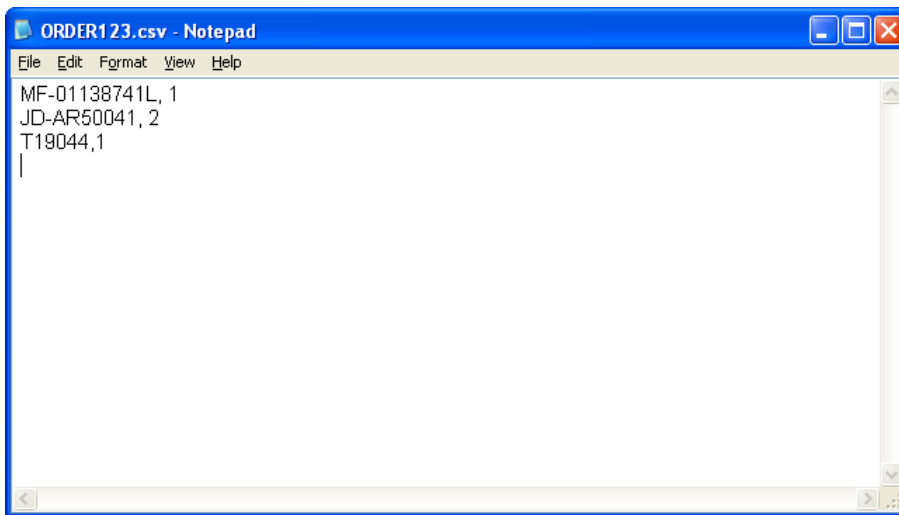 ORDER123.csv - Notepad
File Edit Format View Help
MF-01138741L, 1
JD-AR50041, 2
T19044,1